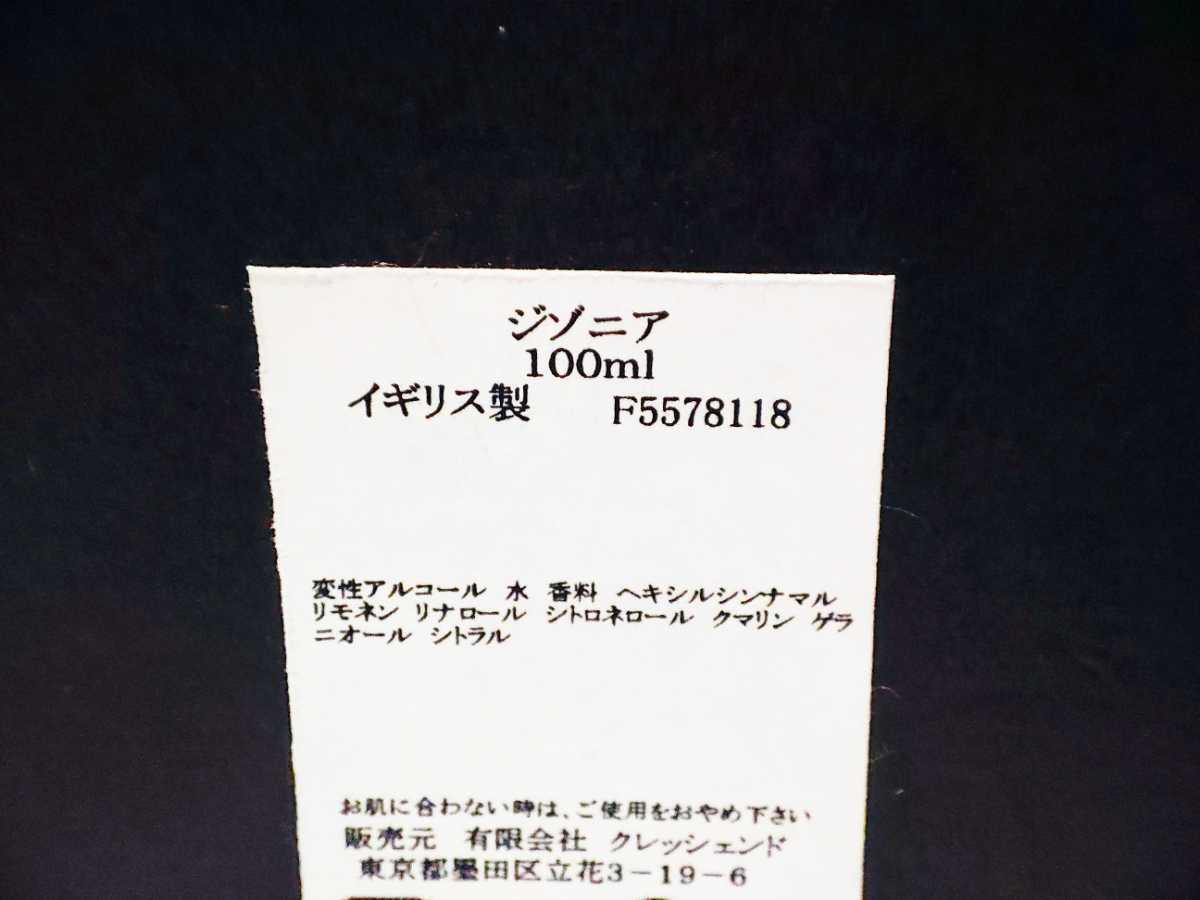 ジゾニア
100ml
イギリス製 F5578118
変性アルコール 水 香料 ヘキシルシンナマル
リモネン リナロール シトロネロール クマリン ゲラ
ニオール シトラル
お肌に合わない時は、ご使用をおやめ下さい
販売元 有限会社 クレッシェンド
東京都墨田区立花3-19-6